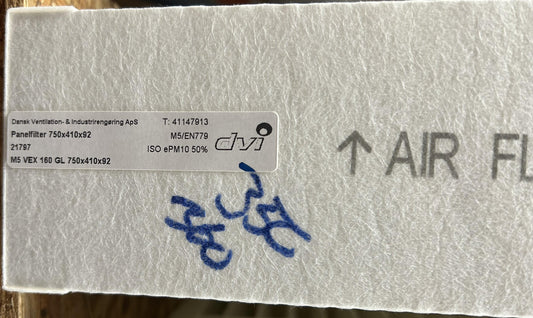 Dansk Ventilation- & Industrirengøring ApS
T: 41147913
Panelfilter 750x410x92
M5/EN779
21797
ISO ePM10 50%
M5 VEX 160 GL 750x410x92
dvi
↑ AIR FL